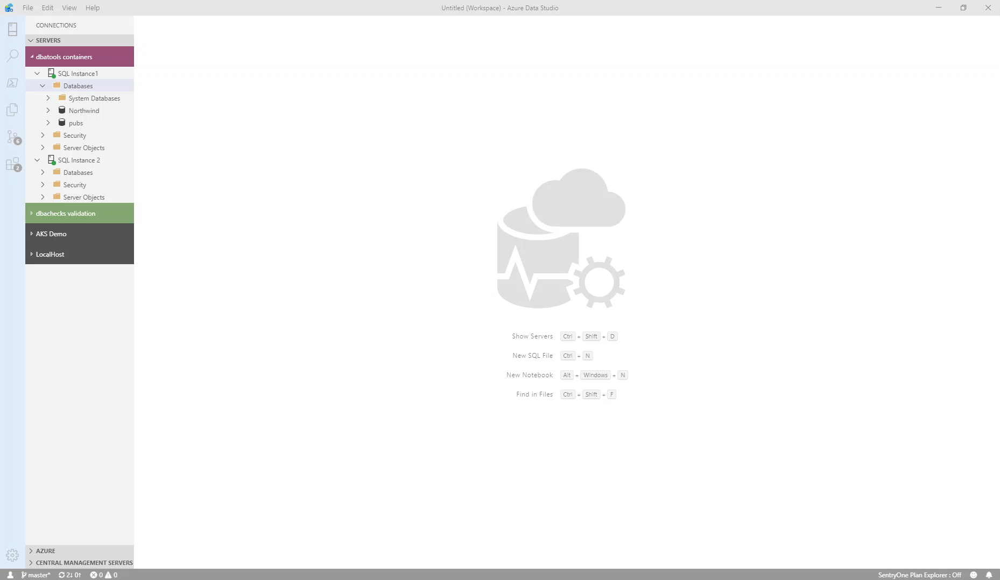 File Edit View Help Untitled (Workspace) - Azure Data Studio
CONNECTIONS
SERVERS
dbatools containers
SQL Instance1
Databases
System Databases
Northwind
pubs
Security
Server Objects
SQL Instance 2
Databases
Security
Server Objects
dbachecks validation
AKS Demo
LocalHost
6
2
Show Servers Ctrl + Shift + D
New SQL File Ctrl + N
New Notebook Alt + Windows + N
Find in Files Ctrl + Shift + F
AZURE
CENTRAL MANAGEMENT SERVERS
master* 2↓ 0↑ 0 0 SentryOne Plan Explorer : Off